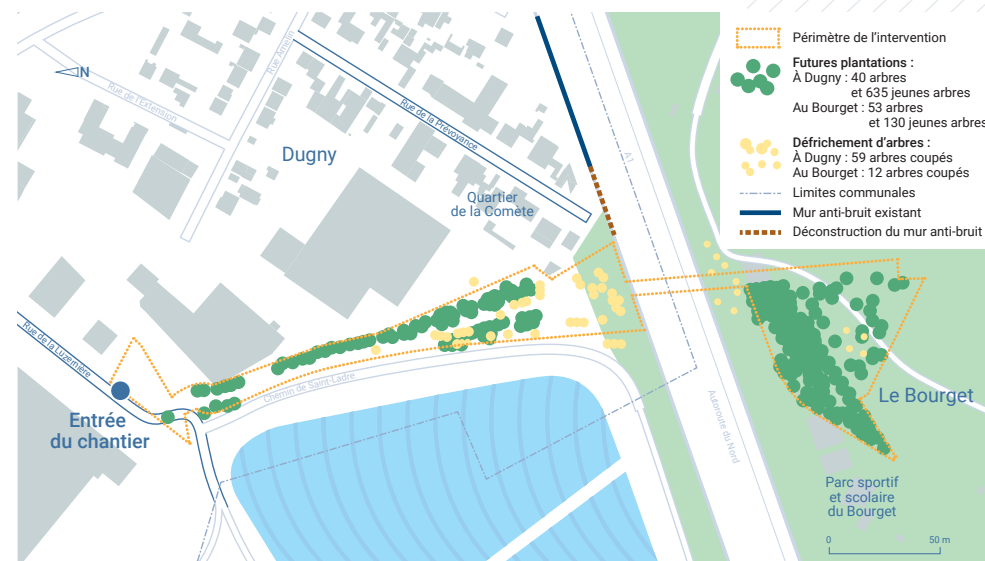 Périmètre de l'intervention
Futures plantations :
À Dugny : 40 arbres
et 635 jeunes arbres
Au Bourget : 53 arbres
et 130 jeunes arbres
Défrichement d'arbres :
À Dugny : 59 arbres coupés
Au Bourget : 12 arbres coupés
Limites communales
Mur anti-bruit existant
Déconstruction du mur anti-bruit
N
Rue de l'Extension
Rue Amelin
Rue de la Prévoyance
Dugny
Quartier
de la Comète
A1
Rue de la Luzernière
Entrée
du chantier
Chemin de Saint-Ladre
Autoroute du Nord
Le Bourget
Parc sportif
et scolaire
du Bourget
0
50 m